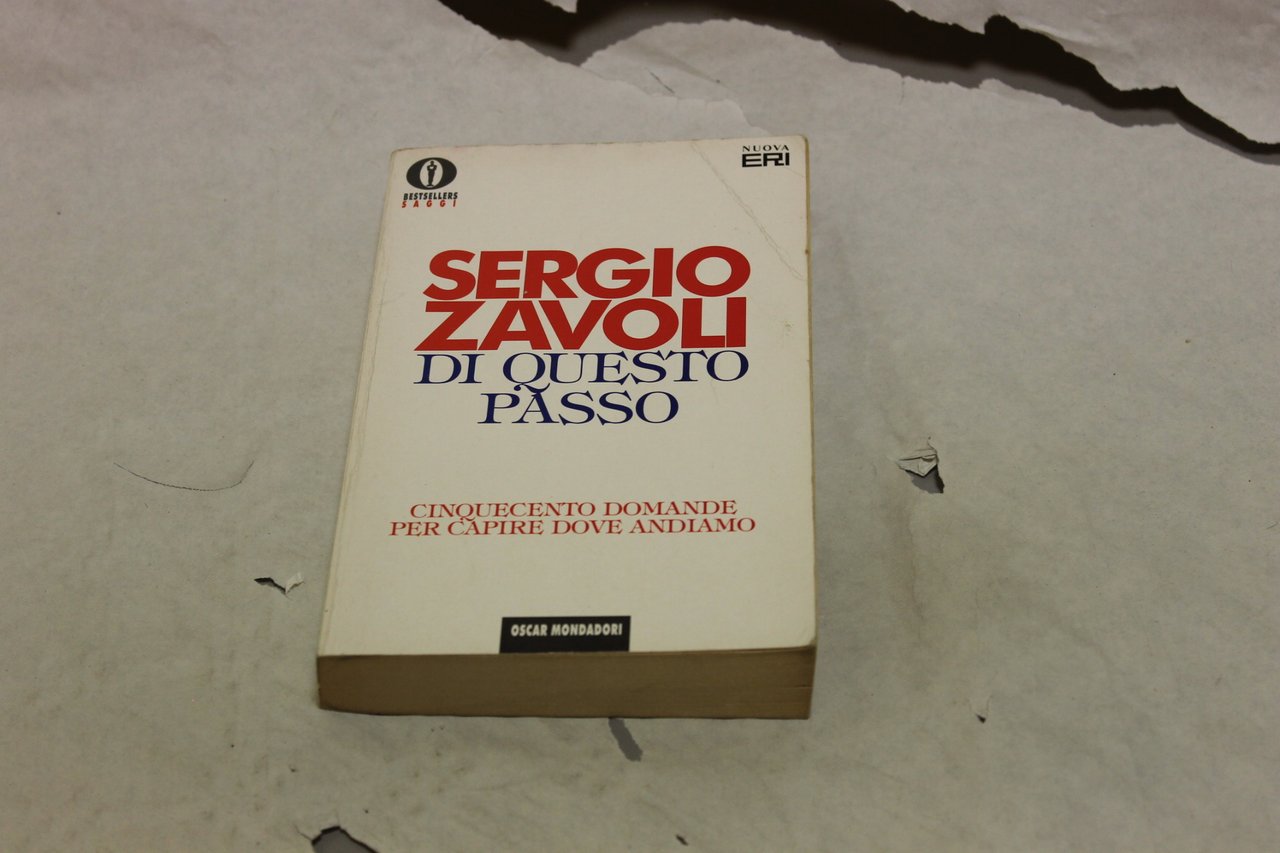 BESTSELLERS
SAGGI
NUOVA
ERI
SERGIO
ZAVOLI
DI QUESTO
PASSO
CINQUECENTO DOMANDE
PER CAPIRE DOVE ANDIAMO
OSCAR MONDADORI